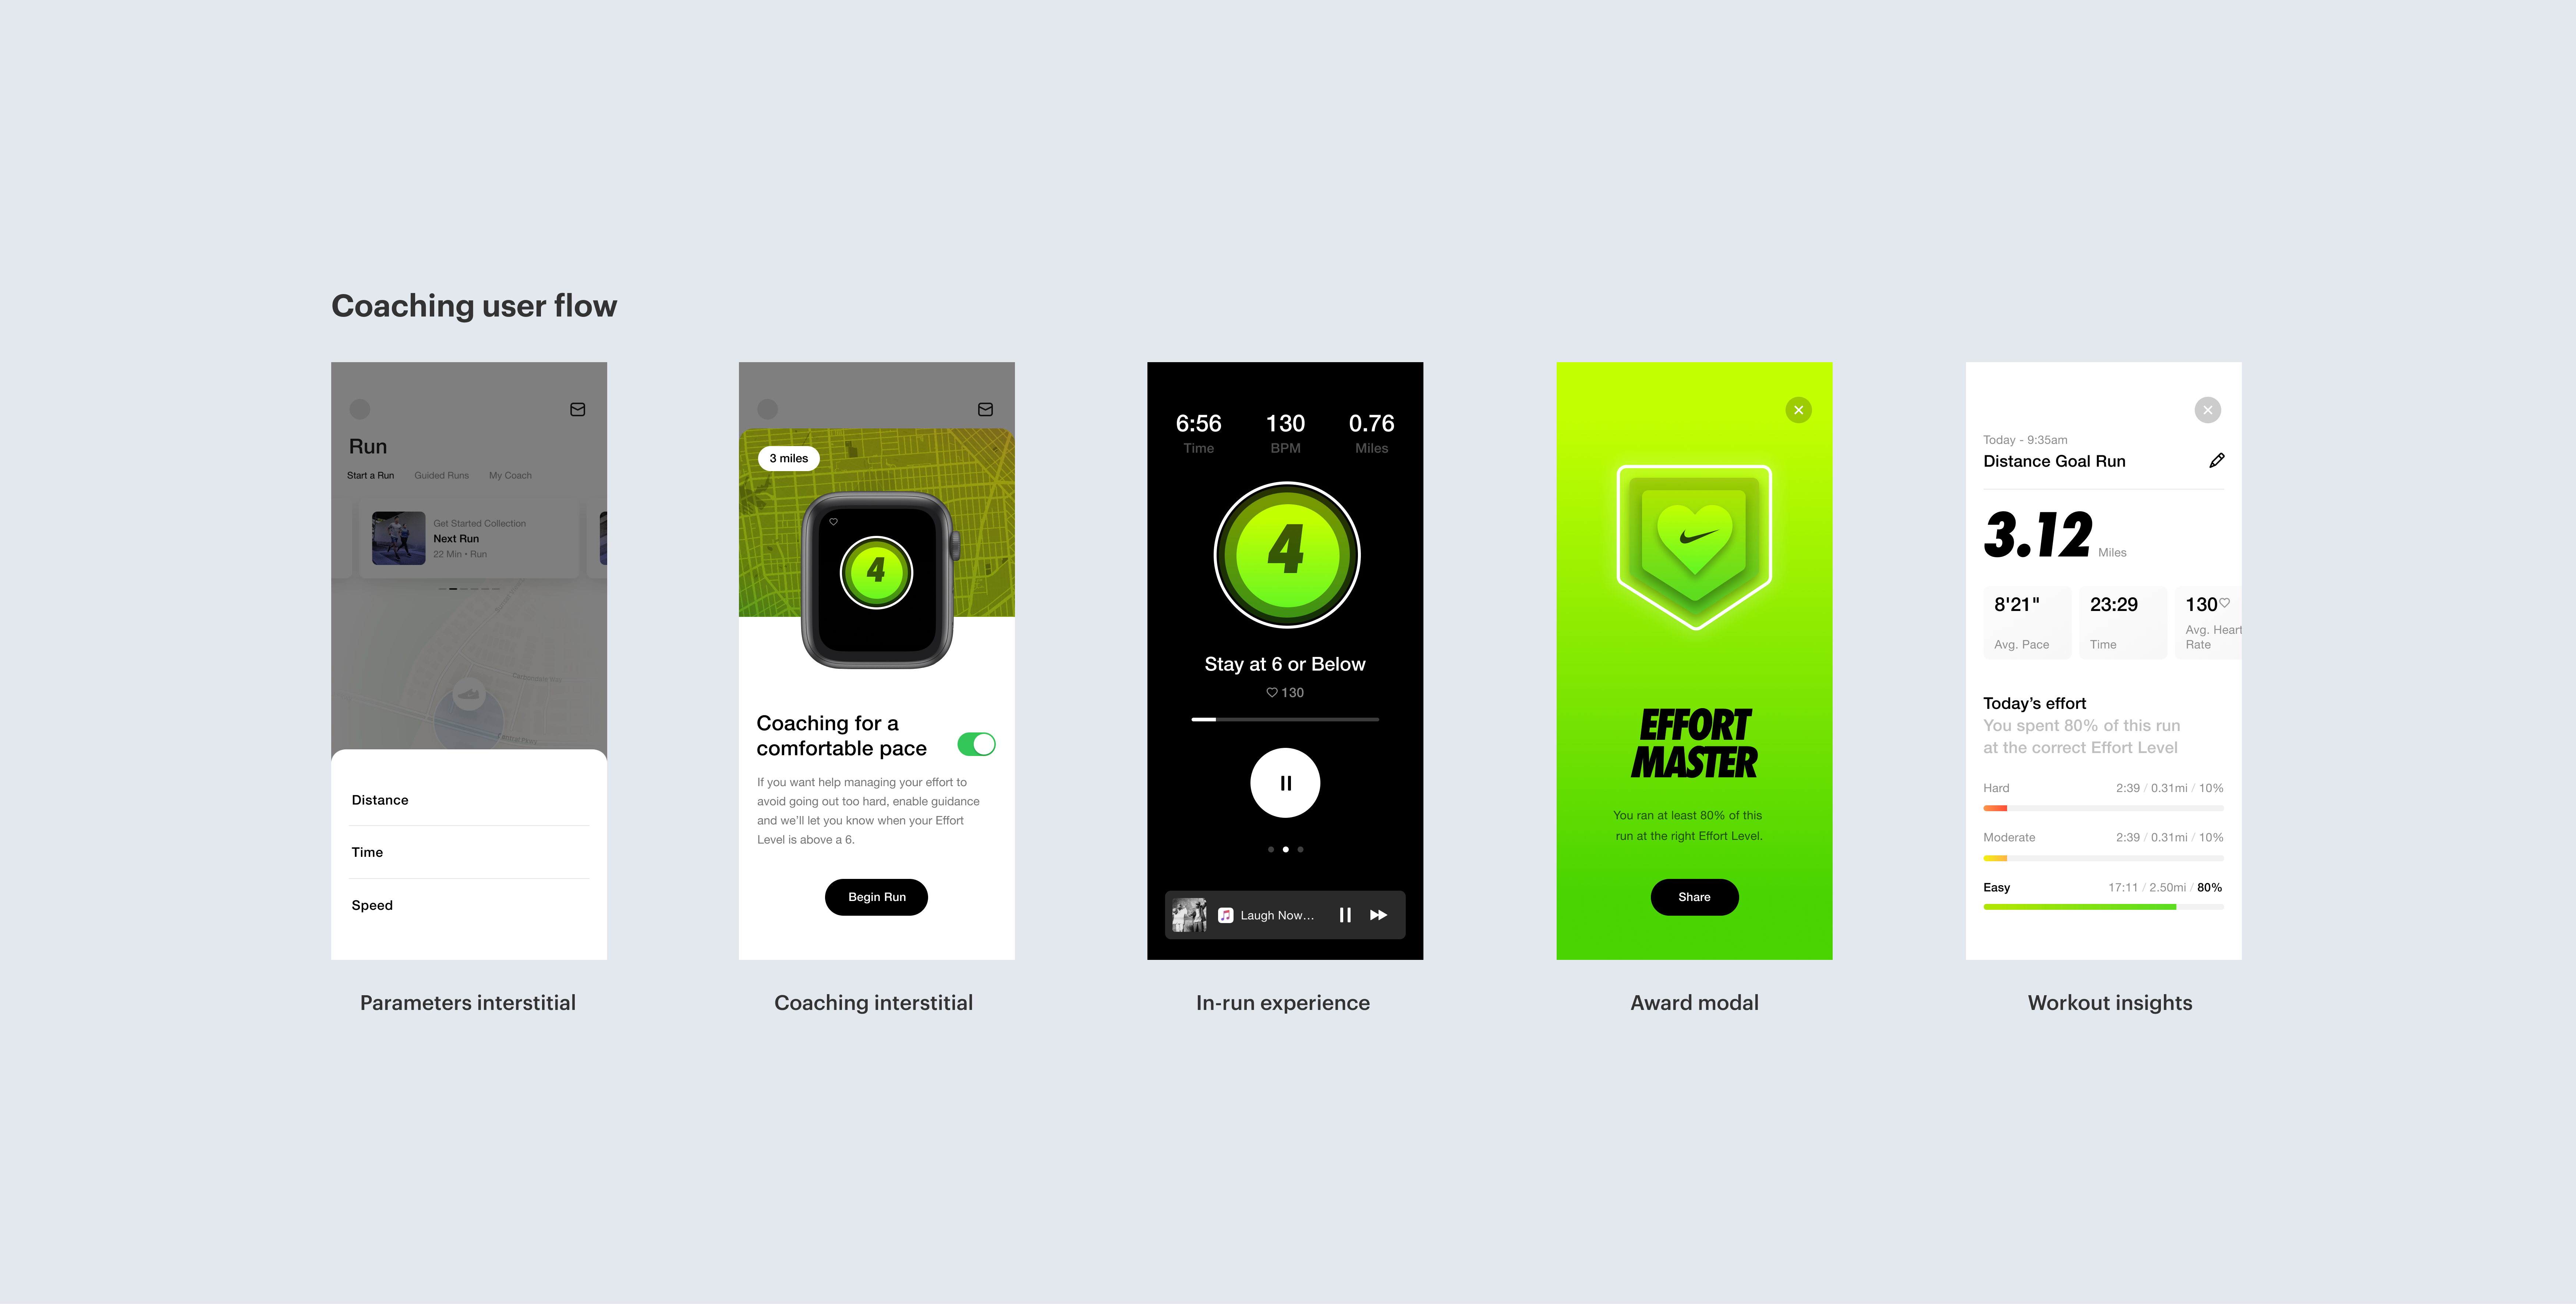 Coaching user flow
Run
Start a Run Guided Runs My Coach
Get Started Collection
Next Run
22 Min • Run
Distance
Time
Speed
Parameters interstitial
3 miles
4
Coaching for a
comfortable pace
If you want help managing your effort to
avoid going out too hard, enable guidance
and we'll let you know when your Effort
Level is above a 6.
Begin Run
Coaching interstitial
6:56 130 0.76
Time BPM Miles
4
Stay at 6 or Below
130
Laugh Now...
In-run experience
EFFORT
MASTER
You ran at least 80% of this
run at the right Effort Level.
Share
Award modal
Today - 9:35am
Distance Goal Run
3.12 Miles
8'21" 23:29 130
Avg. Pace Time Avg. Heart
Rate
Today's effort
You spent 80% of this run
at the correct Effort Level
Hard 2:39 / 0.31mi / 10%
Moderate 2:39 / 0.31mi / 10%
Easy 17:11 / 2.50mi / 80%
Workout insights